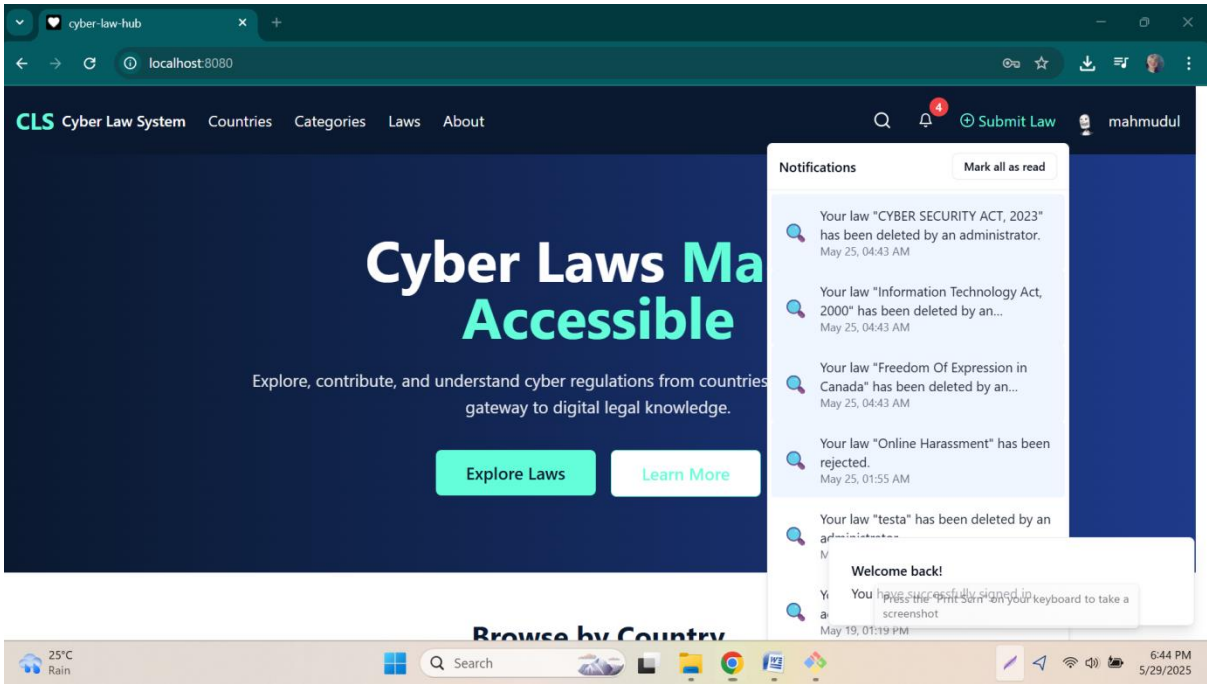 cyber-law-hub
localhost:8080
CLS Cyber Law System Countries Categories Laws About
4
Submit Law mahmudul
Notifications Mark all as read
Your law "CYBER SECURITY ACT, 2023"
has been deleted by an administrator.
May 25, 04:43 AM
Your law "Information Technology Act,
2000" has been deleted by an...
May 25, 04:43 AM
Your law "Freedom Of Expression in
Canada" has been deleted by an...
May 25, 04:43 AM
Your law "Online Harassment" has been
rejected.
May 25, 01:55 AM
Your law "testa" has been deleted by an
administrator.
May 19, 01:19 PM
Cyber Laws Ma
Accessible
Explore, contribute, and understand cyber regulations from countries
gateway to digital legal knowledge.
Explore Laws Learn More
Welcome back!
You have successfully signed in.
Press the "Prnt Scrn" on your keyboard to take a
screenshot
Browse by Country
25°C
Rain
Search
6:44 PM
5/29/2025